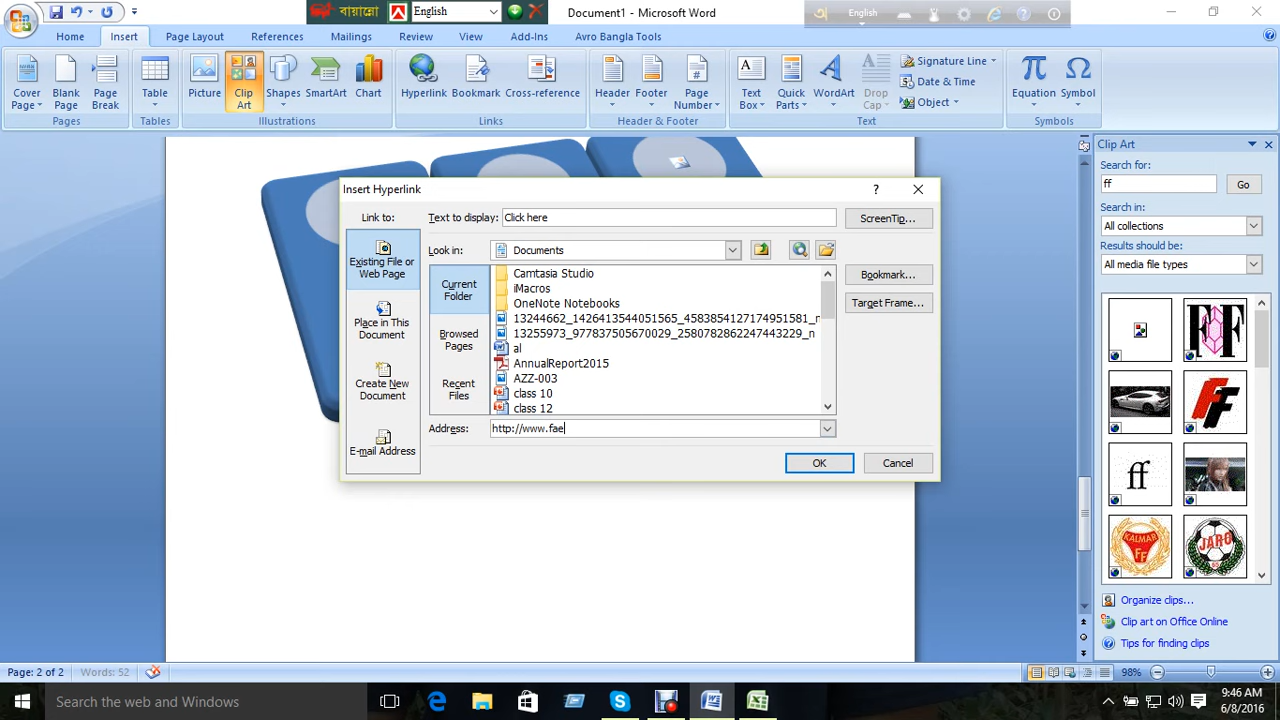 বায়ান্নো
English
Document1 - Microsoft Word
English
Home
Insert
Page Layout
References
Mailings
Review
View
Add-Ins
Avro Bangla Tools
Cover Page
Blank Page
Page Break
Table
Picture
Clip Art
Shapes
SmartArt
Chart
Hyperlink
Bookmark
Cross-reference
Header
Footer
Page Number
Text Box
Quick Parts
WordArt
Drop Cap
Signature Line
Date & Time
Object
Equation
Symbol
Pages
Tables
Illustrations
Links
Header & Footer
Text
Symbols
Insert Hyperlink
Link to:
Text to display: Click here
ScreenTip...
Existing File or Web Page
Look in: Documents
Current Folder
Camtasia Studio
iMacros
OneNote Notebooks
13244662_1426413544051565_4583854127174951581_n
13255973_977837505670029_2580782862247443229_n
al
AnnualReport2015
AZZ-003
class 10
class 12
Bookmark...
Target Frame...
Place in This Document
Browsed Pages
Create New Document
Recent Files
E-mail Address
Address: http://www.fae
OK
Cancel
Clip Art
Search for:
ff
Go
Search in:
All collections
Results should be:
All media file types
FF
FF
ff
KALMAR
FF
JARO
Organize clips...
Clip art on Office Online
Tips for finding clips
Page: 2 of 2
Words: 52
98%
Search the web and Windows
9:46 AM
6/8/2016